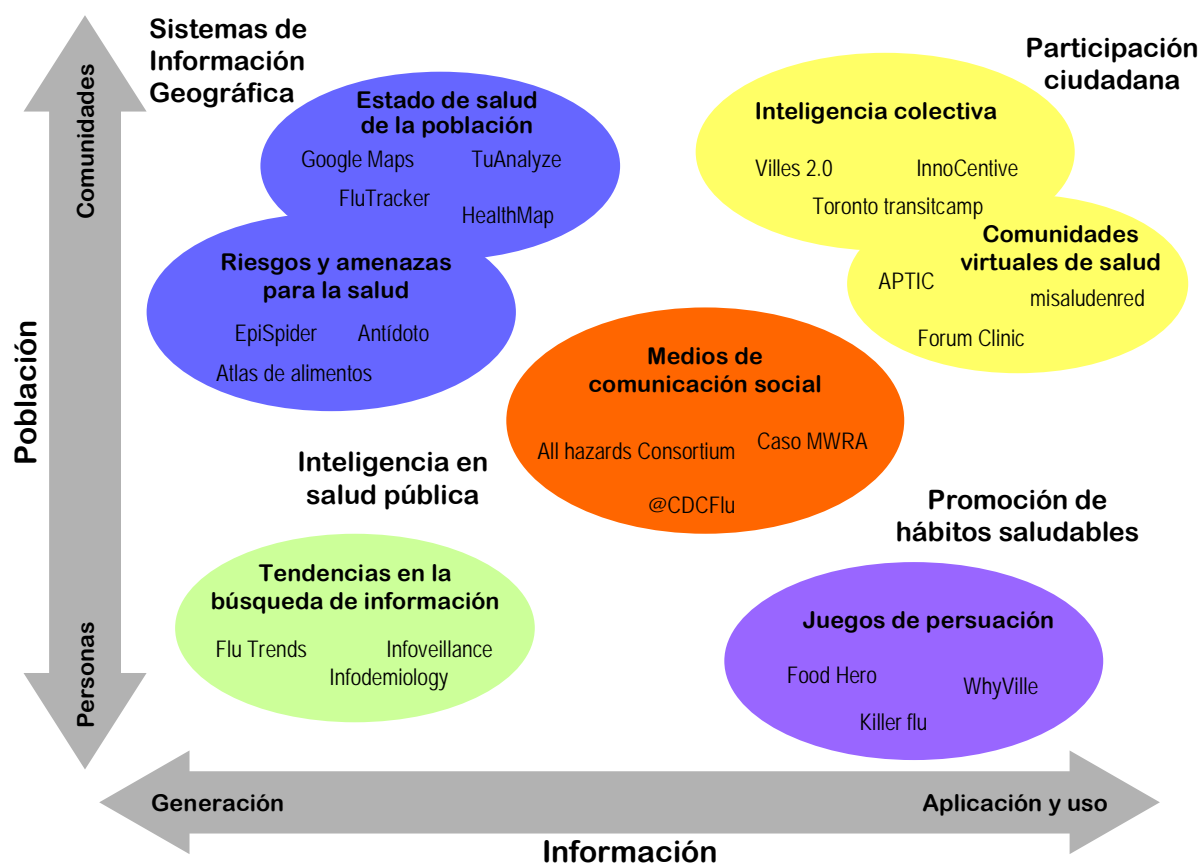 Sistemas de
Información
Geográfica
Participación
ciudadana
Comunidades
Población
Personas
Estado de salud
de la población
Google Maps
TuAnalyze
FluTracker
HealthMap
Riesgos y amenazas
para la salud
EpiSpider
Antídoto
Atlas de alimentos
Inteligencia colectiva
Villes 2.0
InnoCentive
Toronto transitcamp
Comunidades
virtuales de salud
APTIC
misaludenred
Forum Clinic
Medios de
comunicación social
All hazards Consortium
Caso MWRA
@CDCFlu
Inteligencia en
salud pública
Promoción de
hábitos saludables
Tendencias en la
búsqueda de información
Flu Trends
Infoveillance
Infodemiology
Juegos de persuación
Food Hero
WhyVille
Killer flu
Generación
Aplicación y uso
Información